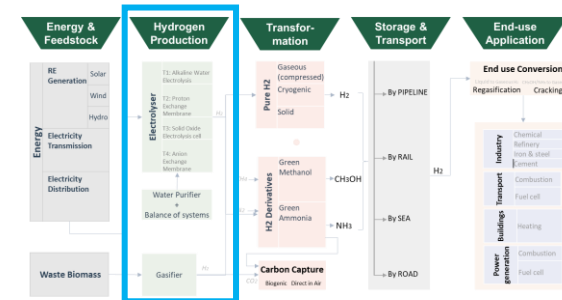 Energy &
Feedstock
Hydrogen
Production
Transfor-
mation
Storage &
Transport
End-use
Application
Energy
RE
Generation
Solar
Wind
Hydro
Electricity
Transmission
Electricity
Distribution
Waste Biomass
Electrolyser
T1: Alkaline Water
Electrolysis
T2: Proton
Exchange
Membrane
T3: Solid Oxide
Electrolysis cell
T4: Anion
Exchange
Membrane
Water Purifier
+
Balance of systems
Gasifier
H₂
H₂
CO₂
Pure H2
Gaseous
(compressed)
Cryogenic
Solid
H₂
H2 Derivatives
Green
Methanol
Green
Ammonia
CH3OH
NH₃
Carbon Capture
Biogenic Direct in Air
By PIPELINE
By RAIL
By SEA
By ROAD
H₂
End use Conversion
Regasification Cracking
Industry
Chemical
Refinery
Iron & steel
Cement
Transport
Combustion
Fuel cell
Buildings
Heating
Power
generation
Combustion
Fuel cell